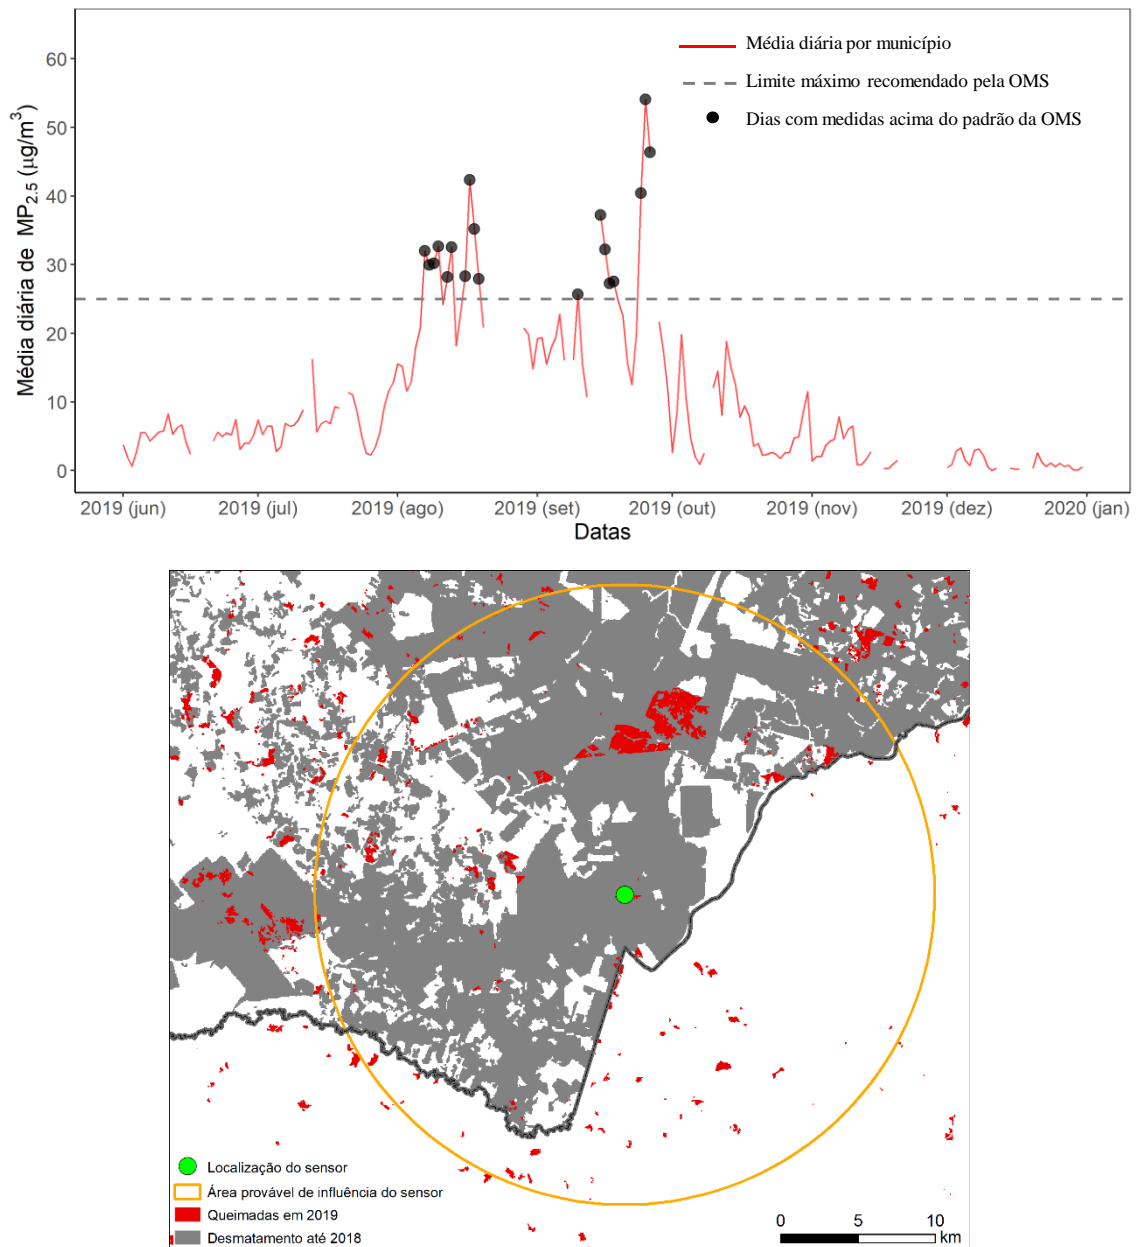 Média diária por município
Limite máximo recomendado pela OMS
Dias com medidas acima do padrão da OMS
Média diária de MP2.5 (µg/m³)
60
50
40
30
20
10
0
2019 (jun) 2019 (jul) 2019 (ago) 2019 (set) 2019 (out) 2019 (nov) 2019 (dez) 2020 (jan)
Datas
Localização do sensor
Área provável de influência do sensor
Queimadas em 2019
Desmatamento até 2018
0 5 10
km